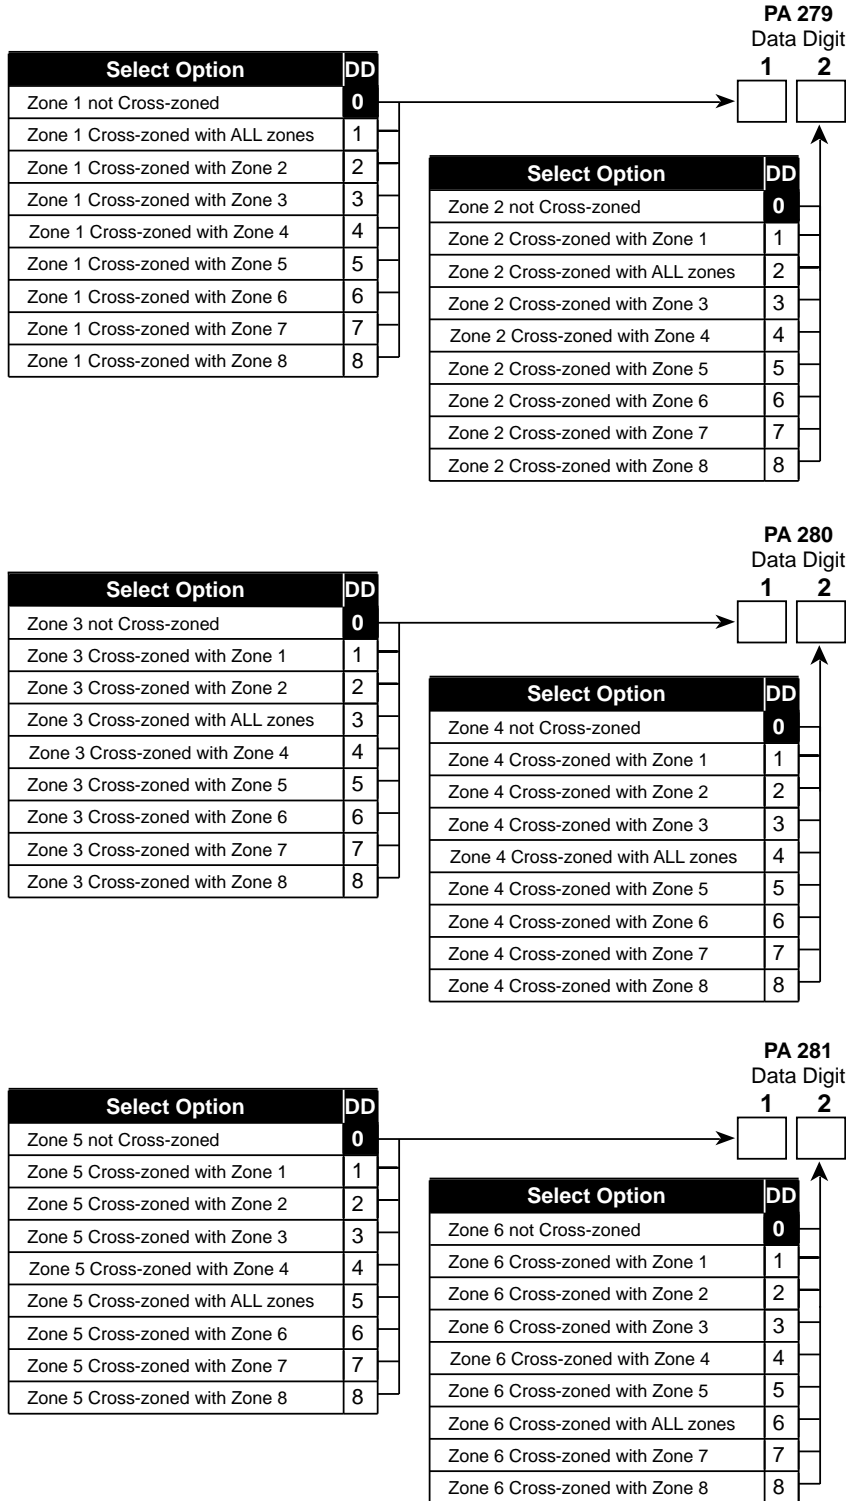 PA 279
Data Digit
1 2
Select Option DD
Zone 1 not Cross-zoned 0
Zone 1 Cross-zoned with ALL zones 1
Zone 1 Cross-zoned with Zone 2 2
Zone 1 Cross-zoned with Zone 3 3
Zone 1 Cross-zoned with Zone 4 4
Zone 1 Cross-zoned with Zone 5 5
Zone 1 Cross-zoned with Zone 6 6
Zone 1 Cross-zoned with Zone 7 7
Zone 1 Cross-zoned with Zone 8 8
Select Option DD
Zone 2 not Cross-zoned 0
Zone 2 Cross-zoned with Zone 1 1
Zone 2 Cross-zoned with ALL zones 2
Zone 2 Cross-zoned with Zone 3 3
Zone 2 Cross-zoned with Zone 4 4
Zone 2 Cross-zoned with Zone 5 5
Zone 2 Cross-zoned with Zone 6 6
Zone 2 Cross-zoned with Zone 7 7
Zone 2 Cross-zoned with Zone 8 8
PA 280
Data Digit
1 2
Select Option DD
Zone 3 not Cross-zoned 0
Zone 3 Cross-zoned with Zone 1 1
Zone 3 Cross-zoned with Zone 2 2
Zone 3 Cross-zoned with ALL zones 3
Zone 3 Cross-zoned with Zone 4 4
Zone 3 Cross-zoned with Zone 5 5
Zone 3 Cross-zoned with Zone 6 6
Zone 3 Cross-zoned with Zone 7 7
Zone 3 Cross-zoned with Zone 8 8
Select Option DD
Zone 4 not Cross-zoned 0
Zone 4 Cross-zoned with Zone 1 1
Zone 4 Cross-zoned with Zone 2 2
Zone 4 Cross-zoned with Zone 3 3
Zone 4 Cross-zoned with ALL zones 4
Zone 4 Cross-zoned with Zone 5 5
Zone 4 Cross-zoned with Zone 6 6
Zone 4 Cross-zoned with Zone 7 7
Zone 4 Cross-zoned with Zone 8 8
PA 281
Data Digit
1 2
Select Option DD
Zone 5 not Cross-zoned 0
Zone 5 Cross-zoned with Zone 1 1
Zone 5 Cross-zoned with Zone 2 2
Zone 5 Cross-zoned with Zone 3 3
Zone 5 Cross-zoned with Zone 4 4
Zone 5 Cross-zoned with ALL zones 5
Zone 5 Cross-zoned with Zone 6 6
Zone 5 Cross-zoned with Zone 7 7
Zone 5 Cross-zoned with Zone 8 8
Select Option DD
Zone 6 not Cross-zoned 0
Zone 6 Cross-zoned with Zone 1 1
Zone 6 Cross-zoned with Zone 2 2
Zone 6 Cross-zoned with Zone 3 3
Zone 6 Cross-zoned with Zone 4 4
Zone 6 Cross-zoned with Zone 5 5
Zone 6 Cross-zoned with ALL zones 6
Zone 6 Cross-zoned with Zone 7 7
Zone 6 Cross-zoned with Zone 8 8